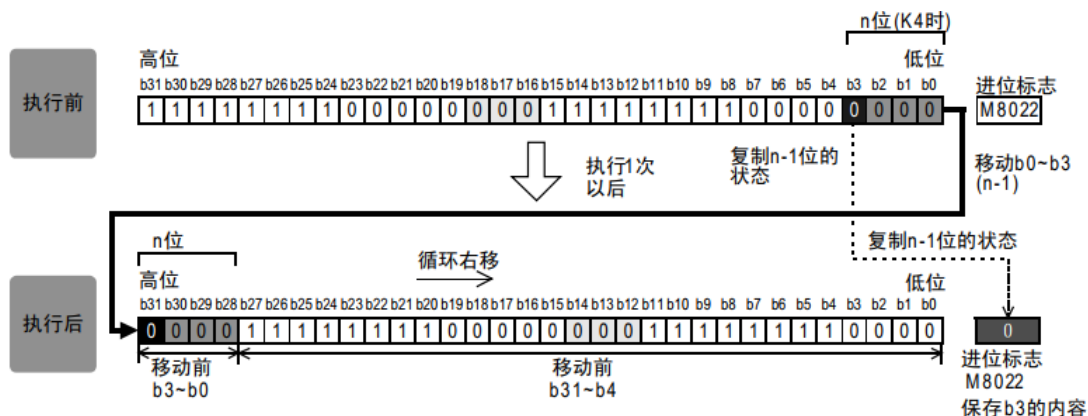 n位(K4时)
高位 低位
b31 b30 b29 b28 b27 b26 b25 b24 b23 b22 b21 b20 b19 b18 b17 b16 b15 b14 b13 b12 b11 b10 b9 b8 b7 b6 b5 b4 b3 b2 b1 b0 进位标志
执行前
1 1 1 1 1 1 1 1 0 0 0 0 0 0 0 0 1 1 1 1 1 1 1 1 0 0 0 0 0 0 0 0 M8022
执行1次
以后
复制n-1位的
状态
移动b0~b3
(n-1)
n位
循环右移
复制n-1位的状态
高位 低位
b31 b30 b29 b28 b27 b26 b25 b24 b23 b22 b21 b20 b19 b18 b17 b16 b15 b14 b13 b12 b11 b10 b9 b8 b7 b6 b5 b4 b3 b2 b1 b0
执行后
0 0 0 0 1 1 1 1 1 1 1 1 0 0 0 0 0 0 0 0 1 1 1 1 1 1 1 1 0 0 0 0 0
移动前
b3~b0
移动前
b31~b4
进位标志
M8022
保存b3的内容